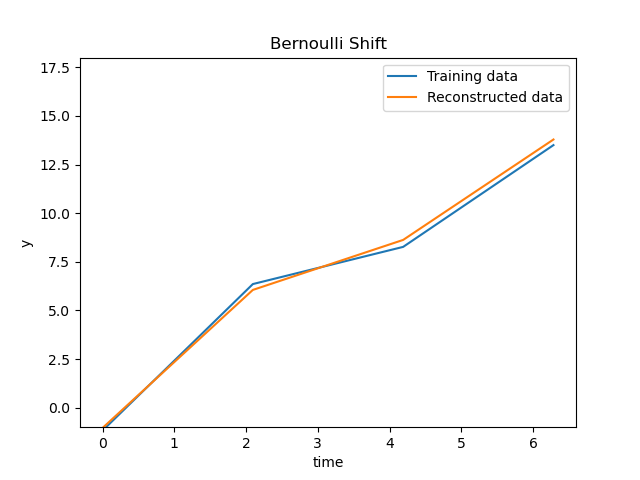 Bernoulli Shift
Training data
Reconstructed data
17.5
15.0
12.5
10.0
7.5
5.0
2.5
0.0
y
0 1 2 3 4 5 6
time